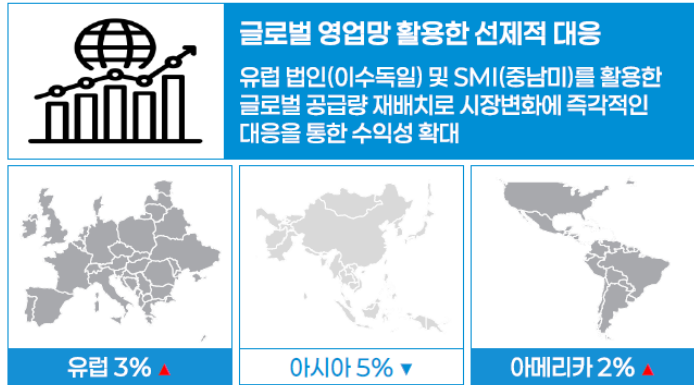 글로벌 영업망 활용한 선제적 대응
유럽 법인(이수독일) 및 SMI(중남미)를 활용한
글로벌 공급량 재배치로 시장변화에 즉각적인
대응을 통한 수익성 확대
유럽 3% ▲
아시아 5% ▼
아메리카 2% ▲